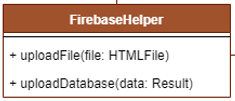 FirebaseHelper
+ uploadFile(file: HTMLFile)
+ uploadDatabase(data: Result)